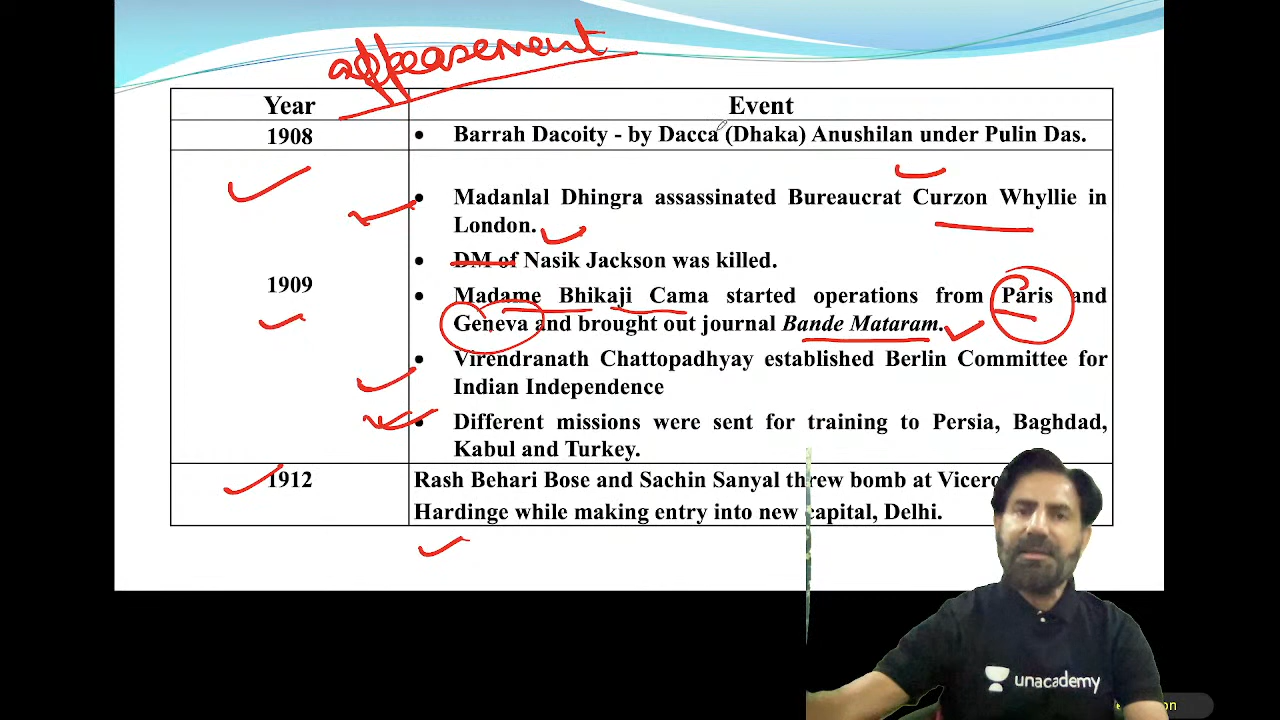 appeasement
Year Event
1908 • Barrah Dacoity - by Dacca (Dhaka) Anushilan under Pulin Das.
• Madanlal Dhingra assassinated Bureaucrat Curzon Whyllie in
London.
• DM of Nasik Jackson was killed.
1909
• Madame Bhikaji Cama started operations from Paris and
Geneva and brought out journal Bande Mataram.
• Virendranath Chattopadhyay established Berlin Committee for
Indian Independence
• Different missions were sent for training to Persia, Baghdad,
Kabul and Turkey.
1912 Rash Behari Bose and Sachin Sanyal threw bomb at
Hardinge while making entry into new capital, Delhi.
unacademy